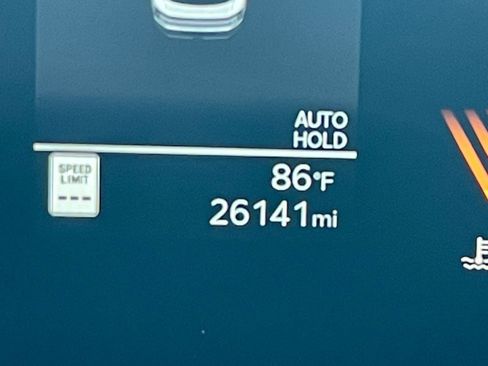 AUTO
HOLD
86°F
SPEED
LIMIT
---
26141mi